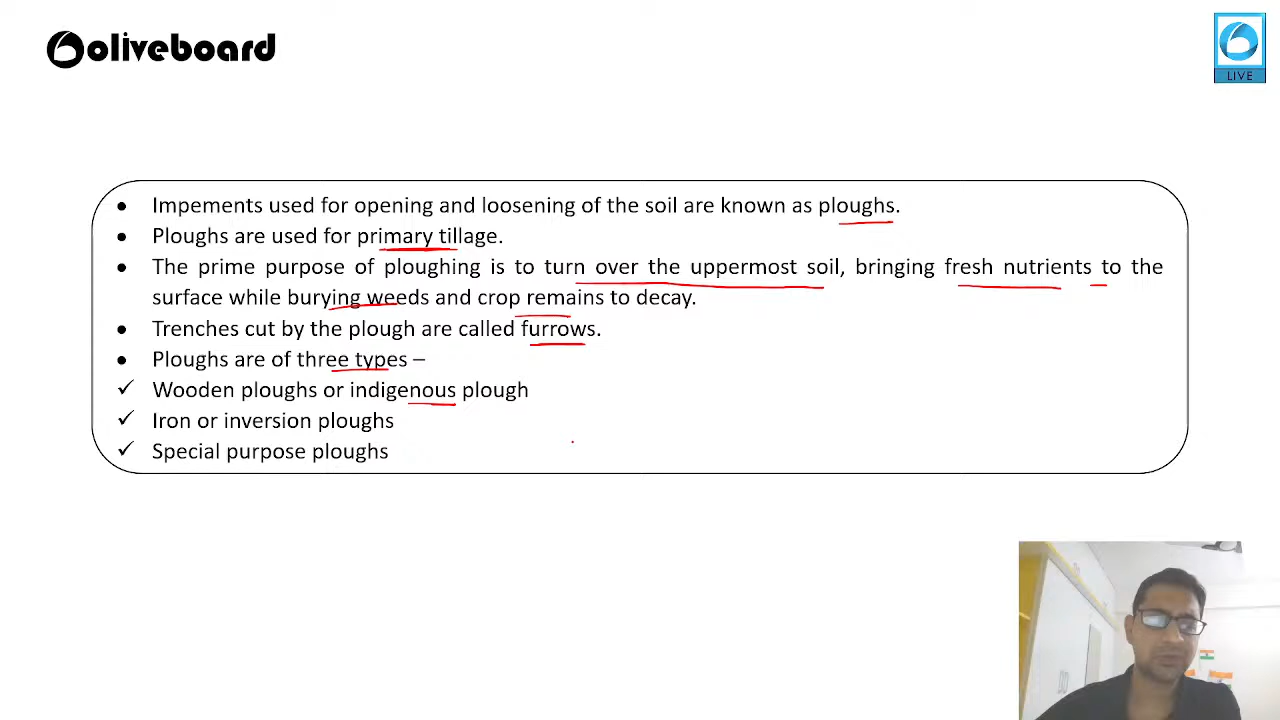 oliveboard
LIVE
• Impements used for opening and loosening of the soil are known as ploughs.
• Ploughs are used for primary tillage.
• The prime purpose of ploughing is to turn over the uppermost soil, bringing fresh nutrients to the
surface while burying weeds and crop remains to decay.
• Trenches cut by the plough are called furrows.
• Ploughs are of three types –
✓ Wooden ploughs or indigenous plough
✓ Iron or inversion ploughs
✓ Special purpose ploughs